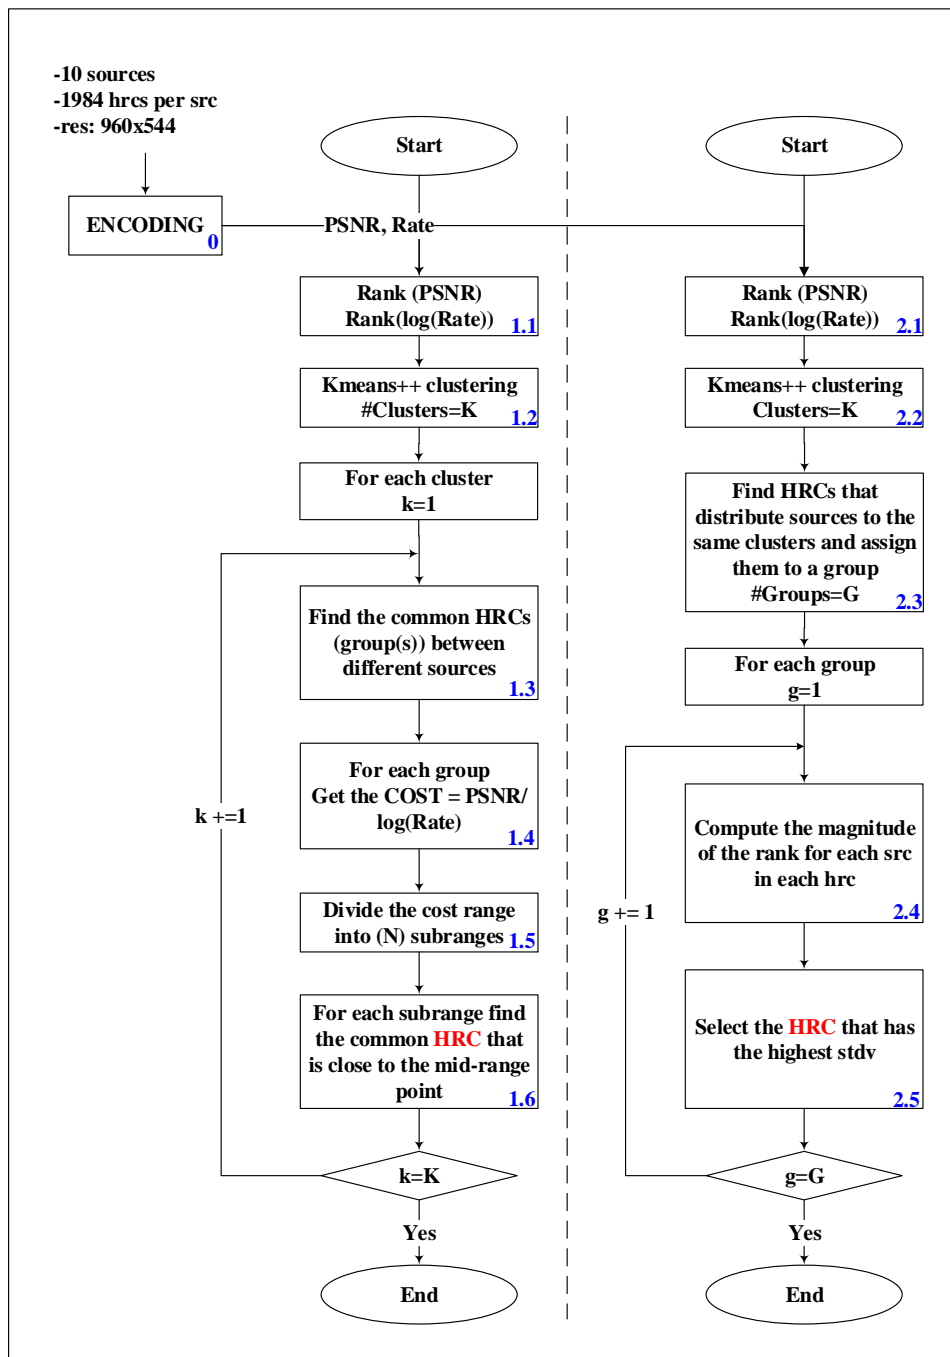 -10 sources
-1984 hrcs per src
-res: 960x544
ENCODING
0
PSNR, Rate
Start
Rank (PSNR)
Rank(log(Rate))
1.1
Kmeans++ clustering
#Clusters=K
1.2
For each cluster
k=1
Find the common HRCs
(group(s)) between
different sources
1.3
For each group
Get the COST = PSNR/
log(Rate)
1.4
Divide the cost range
into (N) subranges
1.5
For each subrange find
the common HRC that
is close to the mid-range
point
1.6
k +=1
k=K
Yes
End
Start
Rank (PSNR)
Rank(log(Rate))
2.1
Kmeans++ clustering
Clusters=K
2.2
Find HRCs that
distribute sources to the
same clusters and assign
them to a group
#Groups=G
2.3
For each group
g=1
Compute the magnitude
of the rank for each src
in each hrc
2.4
g += 1
Select the HRC that has
the highest stdv
2.5
g=G
Yes
End